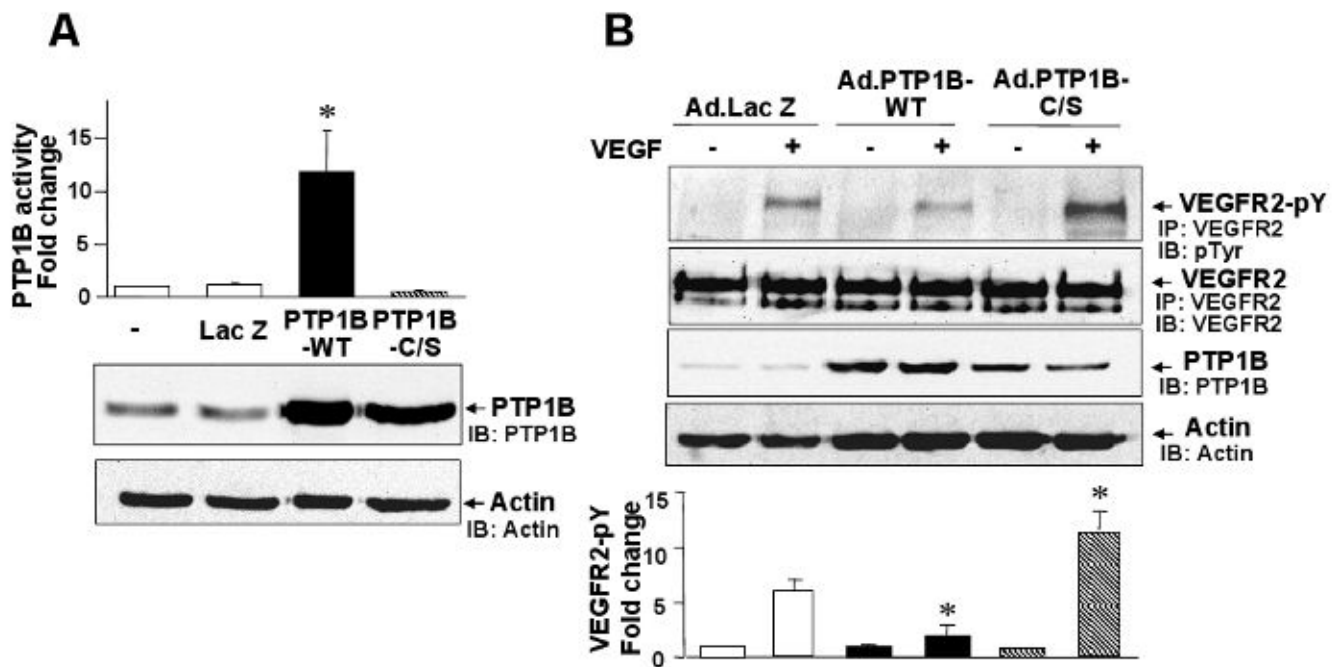 A
PTP1B activity
Fold change
15
10
5
0
*
-
Lac Z
PTP1B
-WT
PTP1B
-C/S
← PTP1B
IB: PTP1B
← Actin
IB: Actin
B
Ad.Lac Z
Ad.PTP1B-
WT
Ad.PTP1B-
C/S
VEGF - + - + - +
← VEGFR2-pY
IP: VEGFR2
IB: pTyr
← VEGFR2
IP: VEGFR2
IB: VEGFR2
← PTP1B
IB: PTP1B
← Actin
IB: Actin
VEGFR2-pY
Fold change
15
10
5
0
*
*